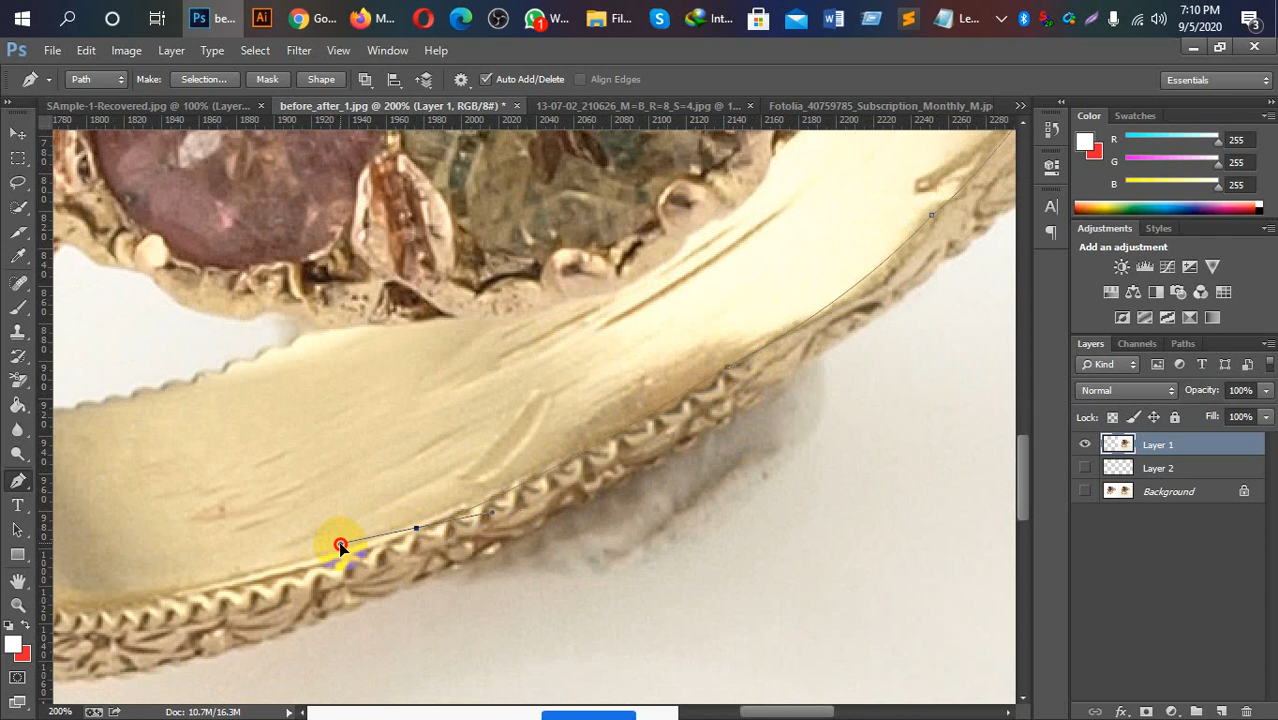 be...
Go...
M...
W...
Fil...
Int...
Le...
7:10 PM
9/5/2020
Ps
File
Edit
Image
Layer
Type
Select
Filter
View
Window
Help
Path
Make:
Selection...
Mask
Shape
Auto Add/Delete
Align Edges
Essentials
SAmple-1-Recovered.jpg @ 100% (Layer...
before_after_1.jpg @ 200% (Layer 1, RGB/8#) *
13-07-02_210626_M=B_R=8_S=4.jpg @ 1...
Fotolia_40759785_Subscription_Monthly_M.jpg
1780 1800 1820 1840 1860 1880 1900 1920 1940 1960 1980 2000 2020 2040 2060 2080 2100 2120 2140 2160 2180 2200 2220 2240 2260 2280
Color
Swatches
R 255
G 255
B 255
Adjustments
Styles
Add an adjustment
Layers
Channels
Paths
Kind
Normal
Opacity: 100%
Lock:
Fill: 100%
Layer 1
Layer 2
Background
200%
Doc: 10.7M/16.3M